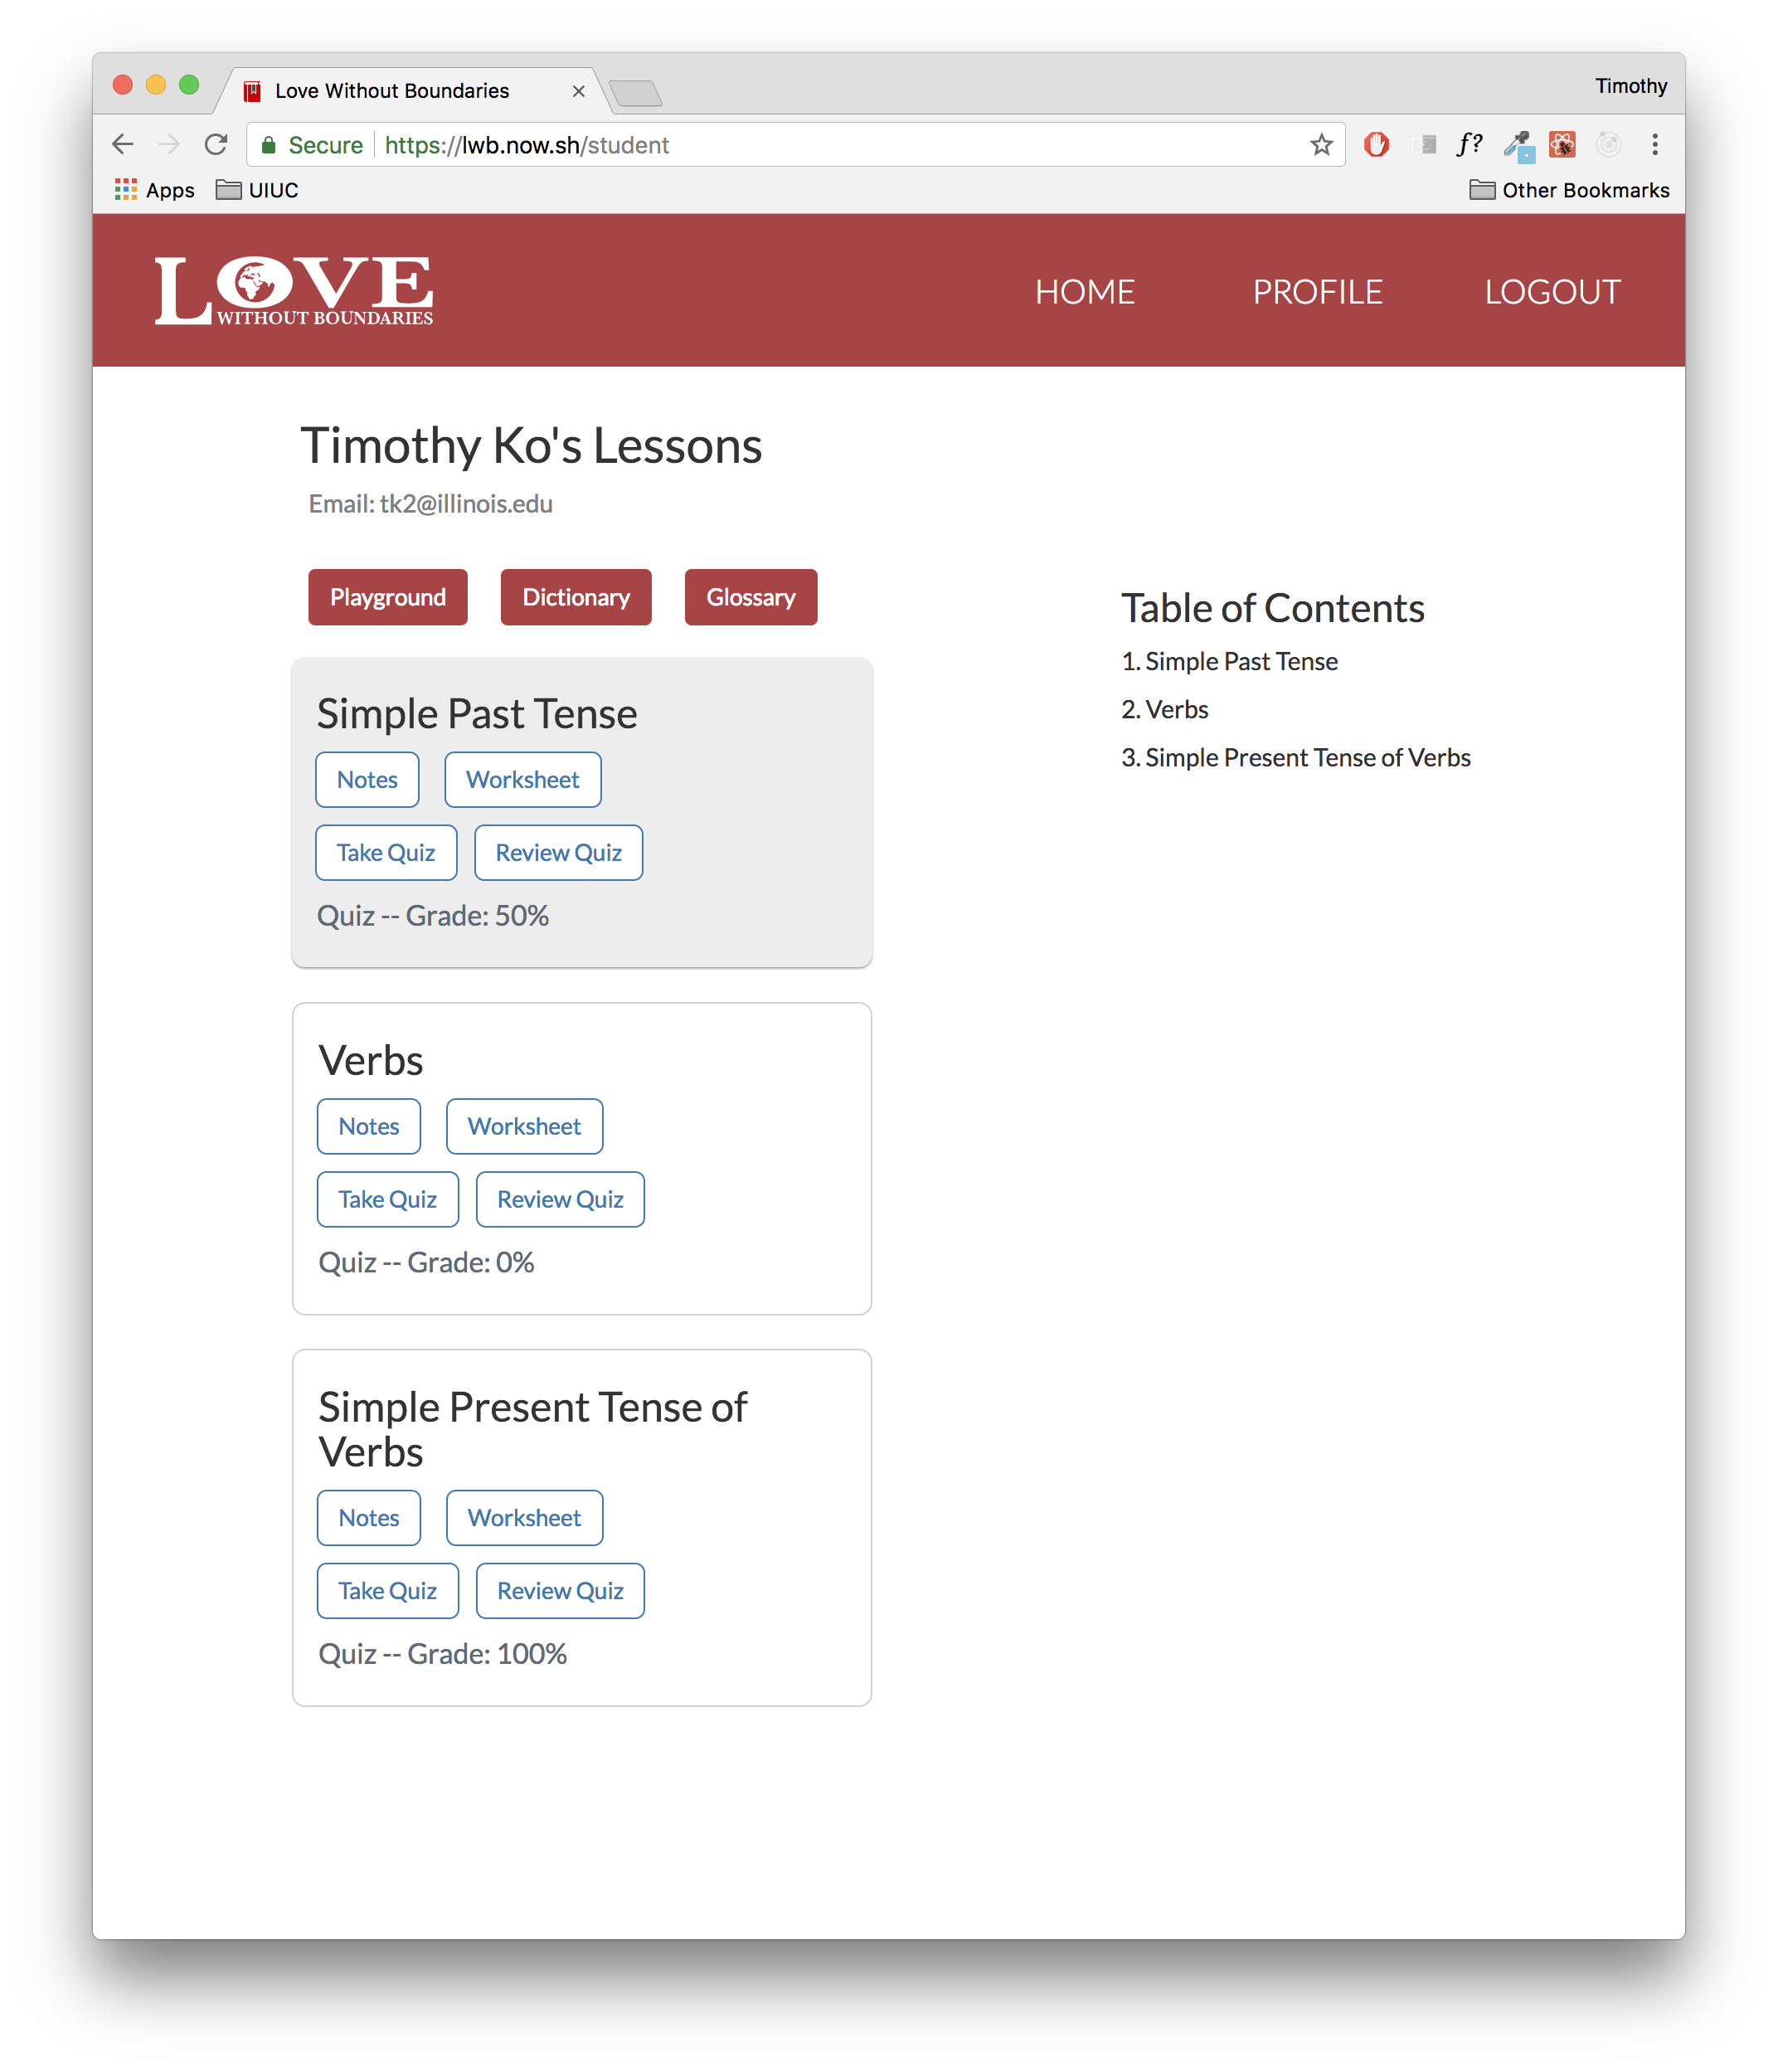 Love Without Boundaries
Timothy
Secure https://lwb.now.sh/student
f?
Apps UIUC Other Bookmarks
LOVE
WITHOUT BOUNDARIES
HOME PROFILE LOGOUT
Timothy Ko's Lessons
Email: tk2@illinois.edu
Playground Dictionary Glossary
Simple Past Tense
Notes Worksheet
Take Quiz Review Quiz
Quiz -- Grade: 50%
Verbs
Notes Worksheet
Take Quiz Review Quiz
Quiz -- Grade: 0%
Simple Present Tense of
Verbs
Notes Worksheet
Take Quiz Review Quiz
Quiz -- Grade: 100%
Table of Contents
1. Simple Past Tense
2. Verbs
3. Simple Present Tense of Verbs